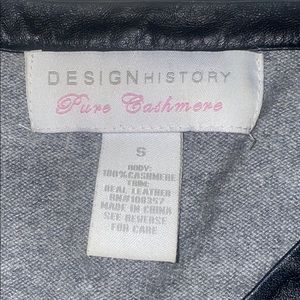 DESIGNHISTORY
Pure Cashmere
S
BODY:
100%CASHMERE
TRIM:
REAL LEATHER
RN#108357
MADE IN CHINA
SEE REVERSE
FOR CARE